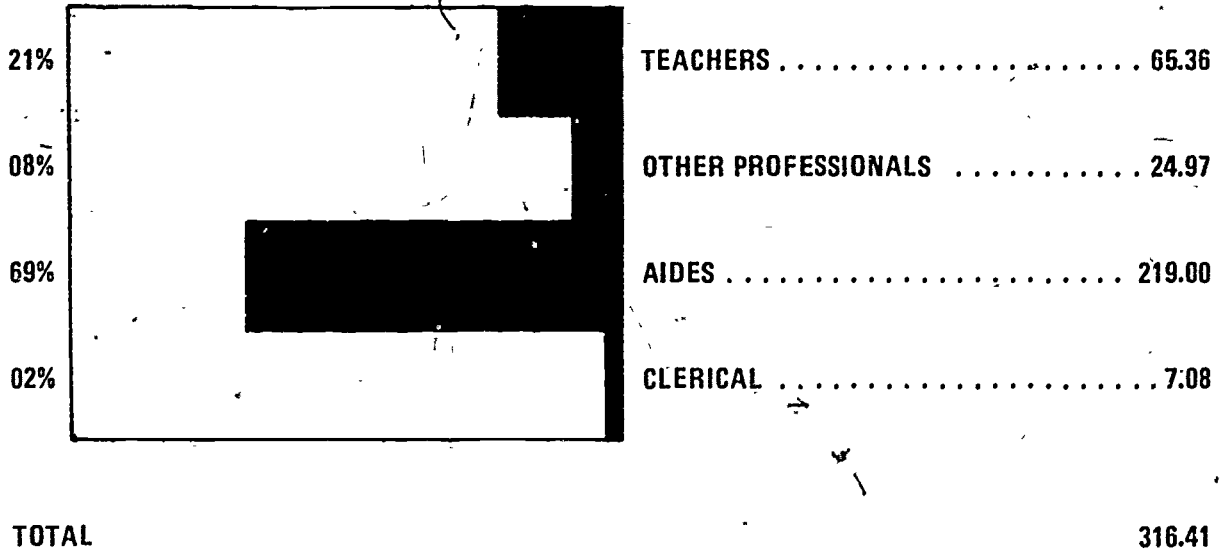 21% TEACHERS . . . . . . . . . . . . . . . . . . . . . 65.36
08% OTHER PROFESSIONALS . . . . . . . . . . . 24.97
69% AIDES . . . . . . . . . . . . . . . . . . . . . . . 219.00
02% CLERICAL . . . . . . . . . . . . . . . . . . . . . . 7.08
TOTAL 316.41